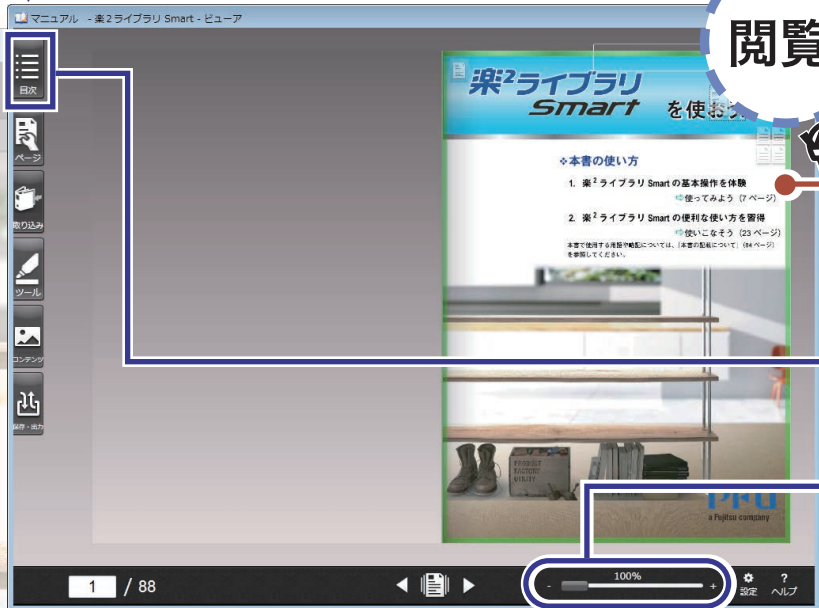 マニュアル - 楽2ライブラリ Smart - ビューア
閲覧
目次
ページ
取り込み
ツール
コンテンツ
保存・出力
楽²ライブラリ
Smart を使おう
❖本書の使い方
1. 楽²ライブラリ Smart の基本操作を体験
⇨使ってみよう（7 ページ）
2. 楽²ライブラリ Smart の便利な使い方を習得
⇨使いこなそう（23 ページ）
本書で使用する用語や略記については、「本書の記載について」（84 ページ）
を参照してください。
PRODUCT
FACTORY
UTILITY
PFU
a Fujitsu company
1 / 88
- 100% +
設定
? ヘルプ